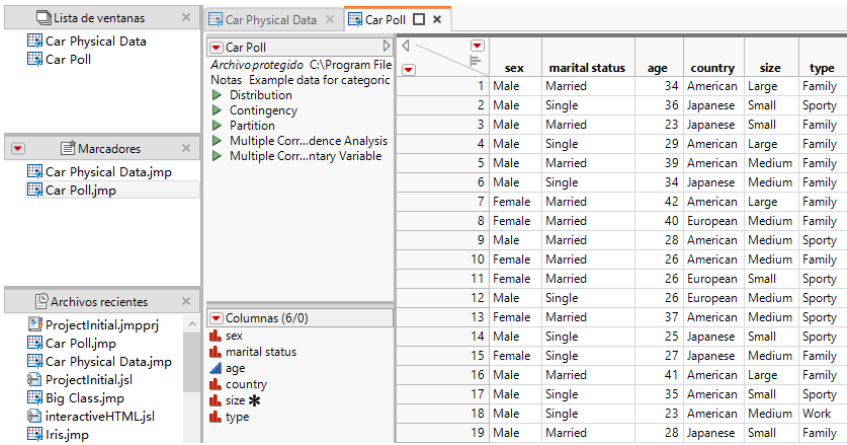 Lista de ventanas
Car Physical Data
Car Poll
Marcadores
Car Physical Data.jmp
Car Poll.jmp
Archivos recientes
ProjectInitial.jmpprj
Car Poll.jmp
Car Physical Data.jmp
ProjectInitial.jsl
Big Class.jmp
interactiveHTML.jsl
Iris.jmp
Car Physical Data
Car Poll
Car Poll
Archivo protegido C:\Program File
Notas Example data for categoric
Distribution
Contingency
Partition
Multiple Corr...dence Analysis
Multiple Corr...ntary Variable
Columnas (6/0)
sex
marital status
age
country
size
type
sex marital status age country size type
1 Male Married 34 American Large Family
2 Male Single 36 Japanese Small Sporty
3 Male Married 23 Japanese Small Family
4 Male Single 29 American Large Family
5 Male Married 39 American Medium Family
6 Male Single 34 Japanese Medium Family
7 Female Married 42 American Large Family
8 Female Married 40 European Medium Family
9 Male Married 28 American Medium Sporty
10 Female Married 26 American Medium Family
11 Female Married 26 European Small Sporty
12 Male Single 26 European Medium Sporty
13 Female Married 37 American Medium Sporty
14 Male Single 25 Japanese Small Sporty
15 Female Single 27 Japanese Medium Family
16 Male Married 41 American Large Family
17 Male Single 35 American Small Sporty
18 Male Single 23 American Medium Work
19 Male Married 28 Japanese Small Family